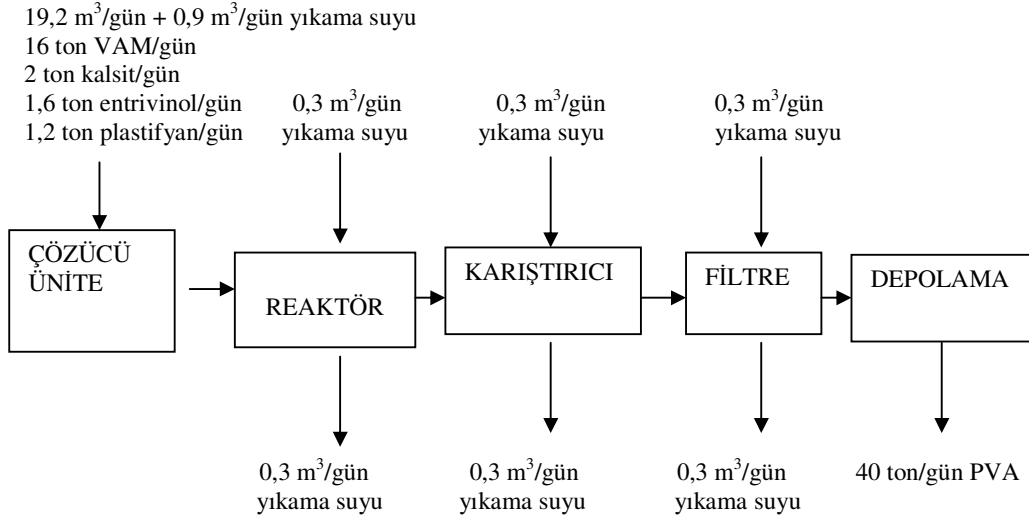 19,2 m³/gün + 0,9 m³/gün yıkama suyu
16 ton VAM/gün
2 ton kalsit/gün
1,6 ton entrivinol/gün
1,2 ton plastifyan/gün
0,3 m³/gün
yıkama suyu
0,3 m³/gün
yıkama suyu
0,3 m³/gün
yıkama suyu
ÇÖZÜCÜ
ÜNİTE
REAKTÖR
KARIŞTIRICI
FİLTRE
DEPOLAMA
0,3 m³/gün
yıkama suyu
0,3 m³/gün
yıkama suyu
0,3 m³/gün
yıkama suyu
40 ton/gün PVA